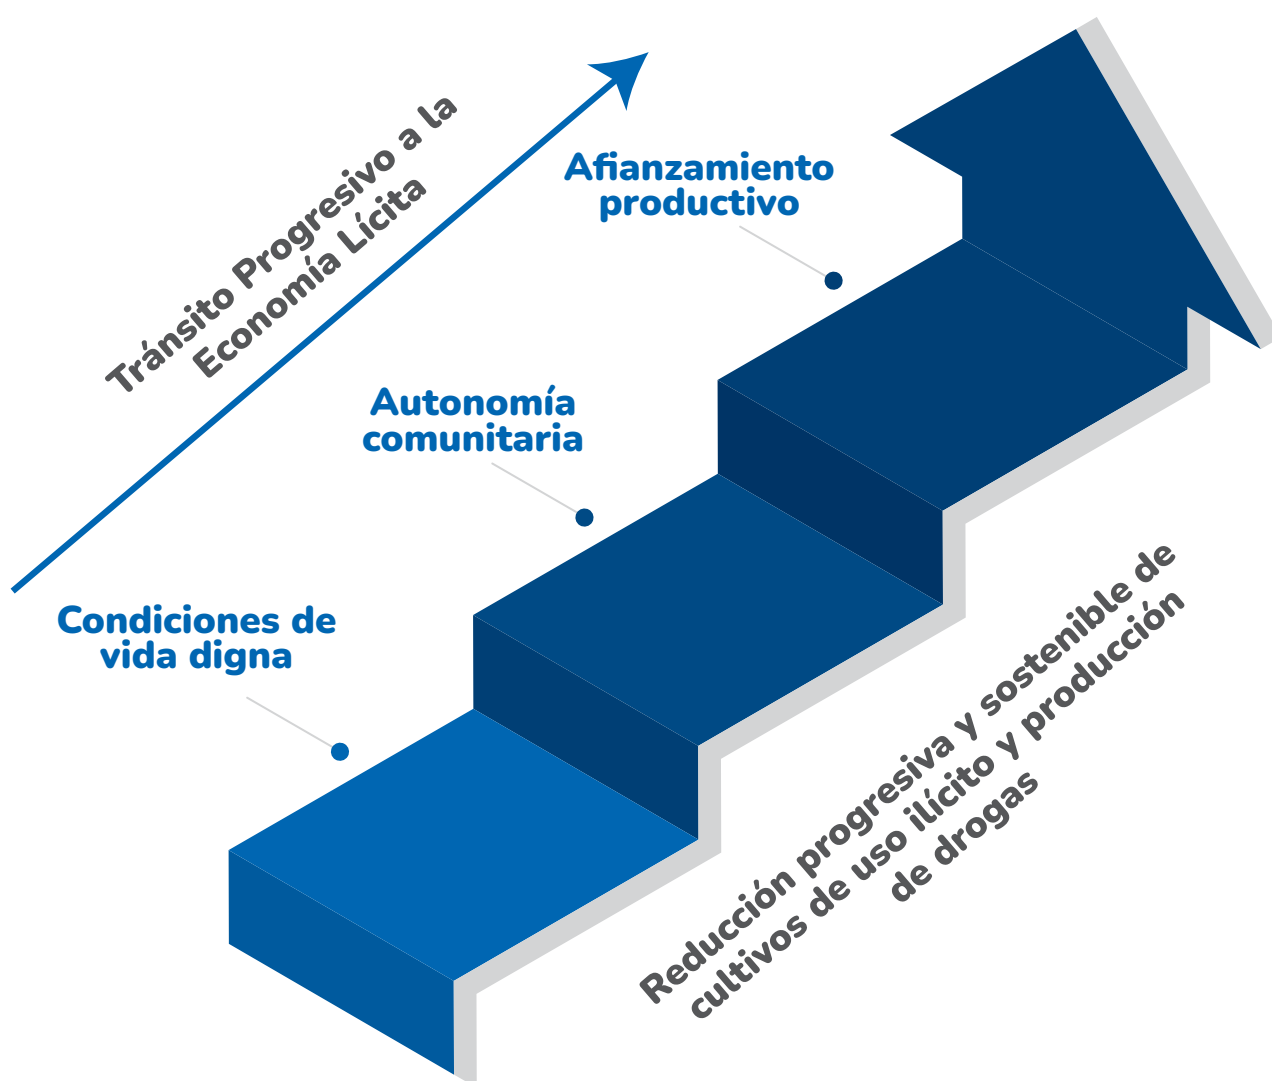 Tránsito Progresivo a la
Economía Lícita
Afianzamiento
productivo
Autonomía
comunitaria
Condiciones de
vida digna
Reducción progresiva y sostenible de
cultivos de uso ilícito y producción
de drogas